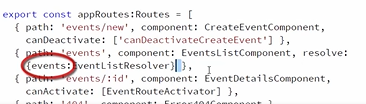 export const appRoutes:Routes = [
{ path: 'events/new', component: CreateEventComponent,
canDeactivate: ['canDeactivateCreateEvent'] },
{ path: 'events', component: EventsListComponent, resolve:
{events:EventListResolver} },
{ path: 'events/:id', component: EventDetailsComponent,
canActivate: [EventRouteActivator] },
{ path: '404', component: Error404Component },